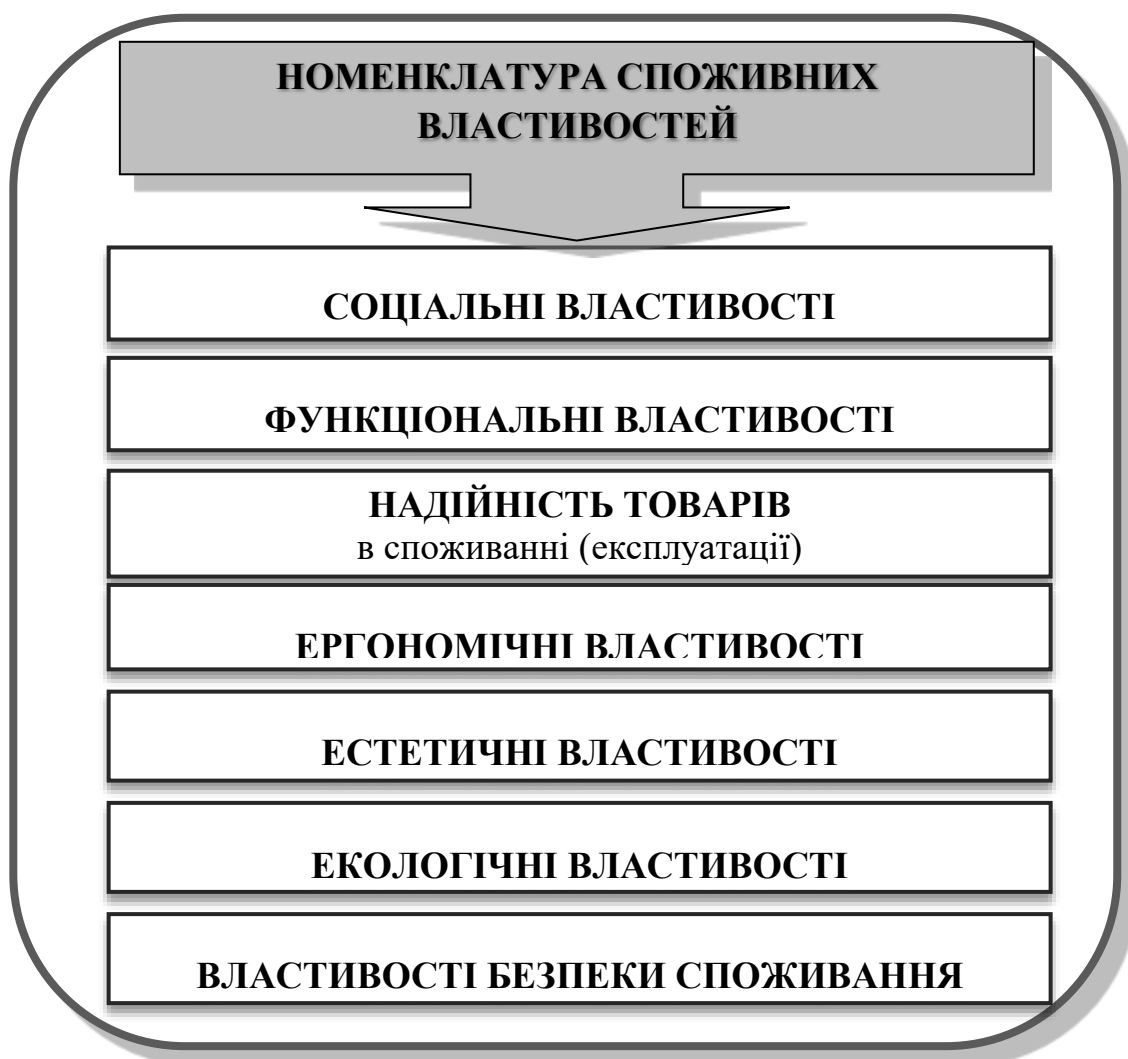 НОМЕНКЛАТУРА СПОЖИВНИХ
ВЛАСТИВОСТЕЙ
СОЦІАЛЬНІ ВЛАСТИВОСТІ
ФУНКЦІОНАЛЬНІ ВЛАСТИВОСТІ
НАДІЙНІСТЬ ТОВАРІВ
в споживанні (експлуатації)
ЕРГОНОМІЧНІ ВЛАСТИВОСТІ
ЕСТЕТИЧНІ ВЛАСТИВОСТІ
ЕКОЛОГІЧНІ ВЛАСТИВОСТІ
ВЛАСТИВОСТІ БЕЗПЕКИ СПОЖИВАННЯ